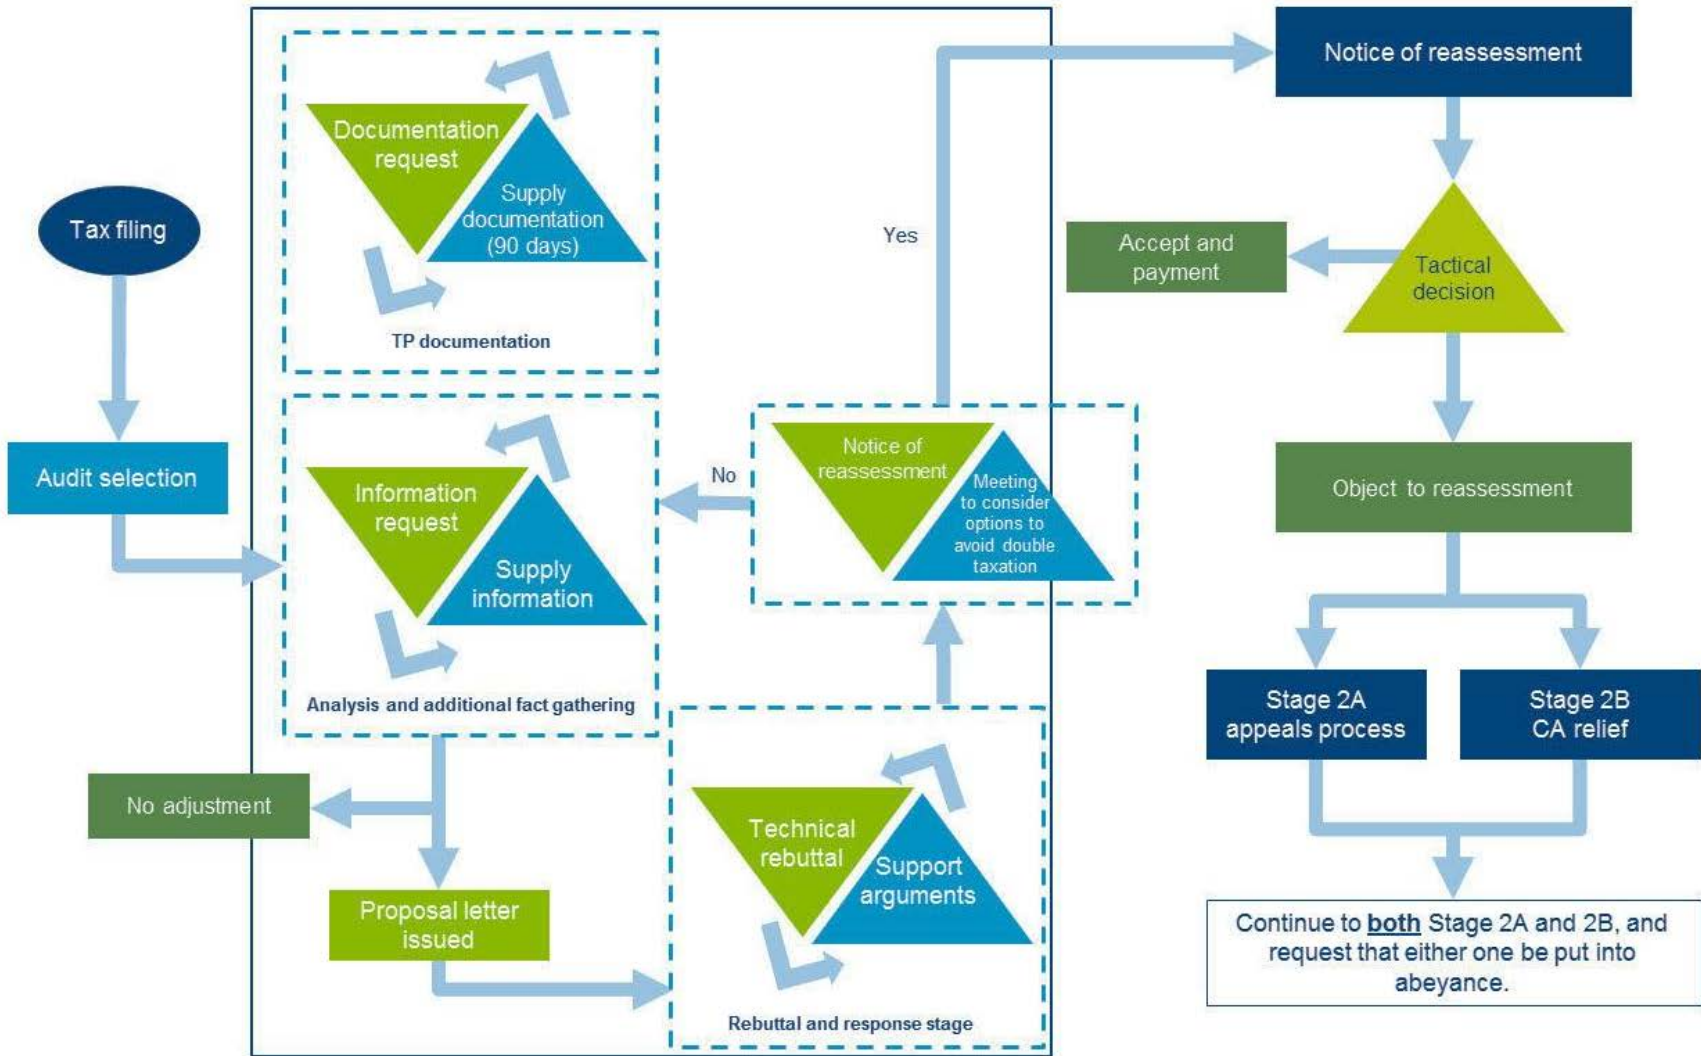 Tax filing
Audit selection
Documentation
request
Supply
documentation
(90 days)
TP documentation
Information
request
Supply
information
Analysis and additional fact gathering
No adjustment
Proposal letter
issued
Technical
rebuttal
Support
arguments
Rebuttal and response stage
Notice of
reassessment
Meeting
to consider
options to
avoid double
taxation
No
Yes
Notice of reassessment
Tactical
decision
Accept and
payment
Object to reassessment
Stage 2A
appeals process
Stage 2B
CA relief
Continue to both Stage 2A and 2B, and
request that either one be put into
abeyance.